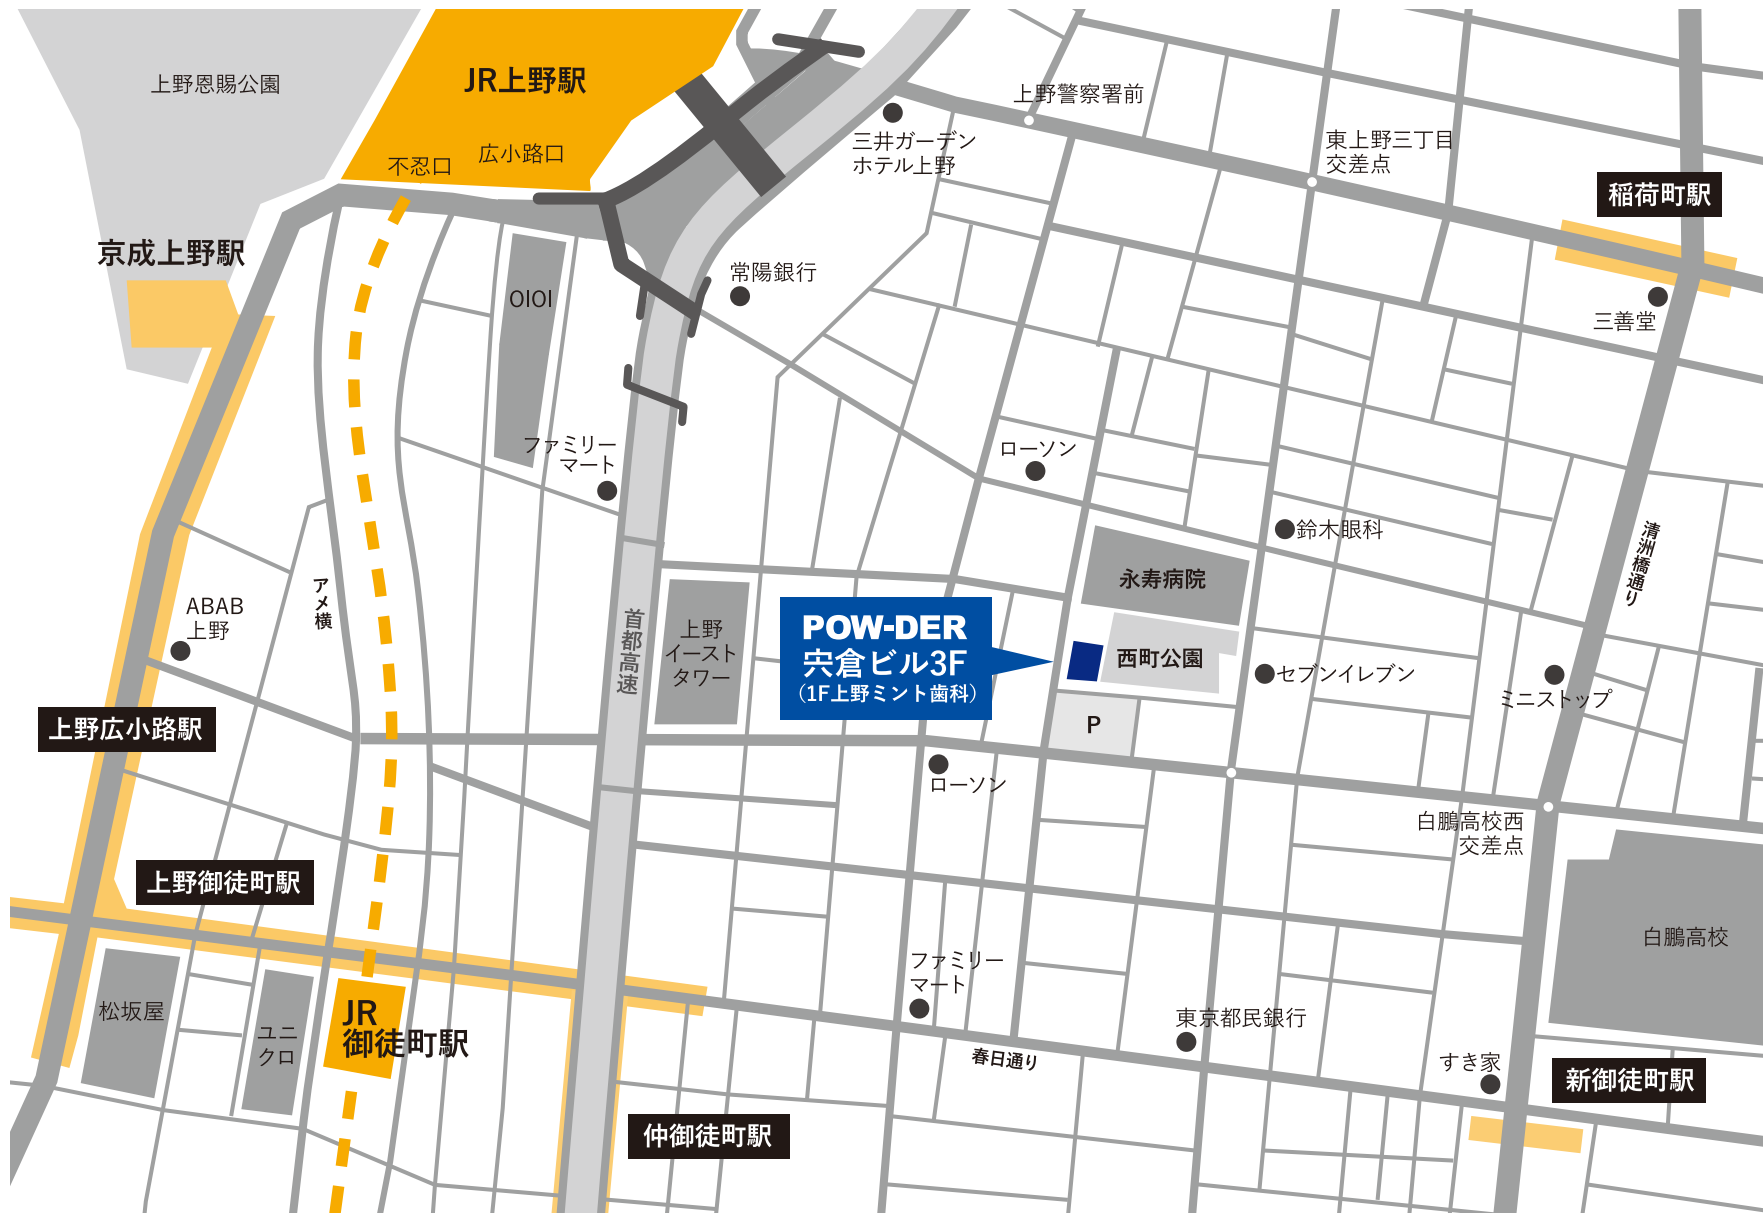 上野恩賜公園
JR上野駅
不忍口
広小路口
京成上野駅
OIOI
三井ガーデン
ホテル上野
上野警察署前
東上野三丁目
交差点
稲荷町駅
三善堂
常陽銀行
ファミリー
マート
ローソン
鈴木眼科
清洲橋通り
アメ横
ABAB
上野
首都高速
上野
イースト
タワー
POW-DER
宍倉ビル3F
（1F上野ミント歯科）
永寿病院
西町公園
P
セブンイレブン
ミニストップ
上野広小路駅
ローソン
白鵬高校西
交差点
上野御徒町駅
白鵬高校
松坂屋
ユニ
クロ
JR
御徒町駅
ファミリー
マート
春日通り
東京都民銀行
すき家
新御徒町駅
仲御徒町駅